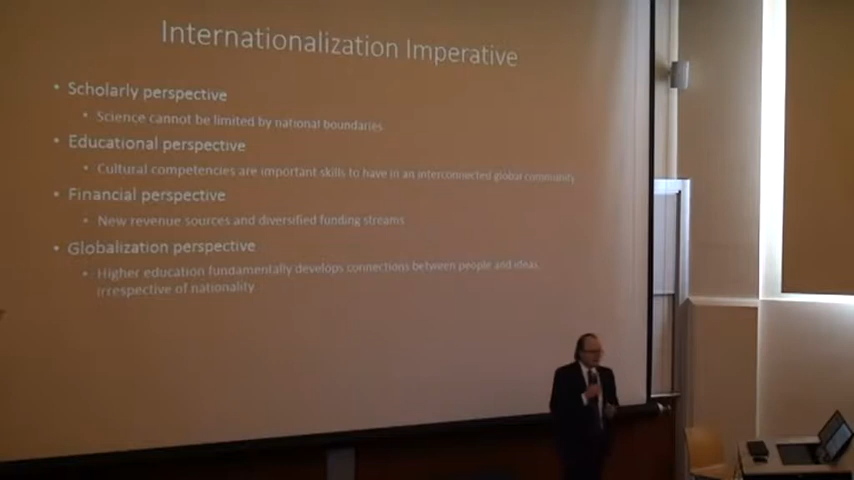 Internationalization Imperative
• Scholarly perspective
• Science cannot be limited by national boundaries
• Educational perspective
• Cultural competencies are important skills to have in an interconnected global community
• Financial perspective
• New revenue sources and diversified funding streams
• Globalization perspective
• Higher education fundamentally develops connections between people and ideas,
irrespective of nationality